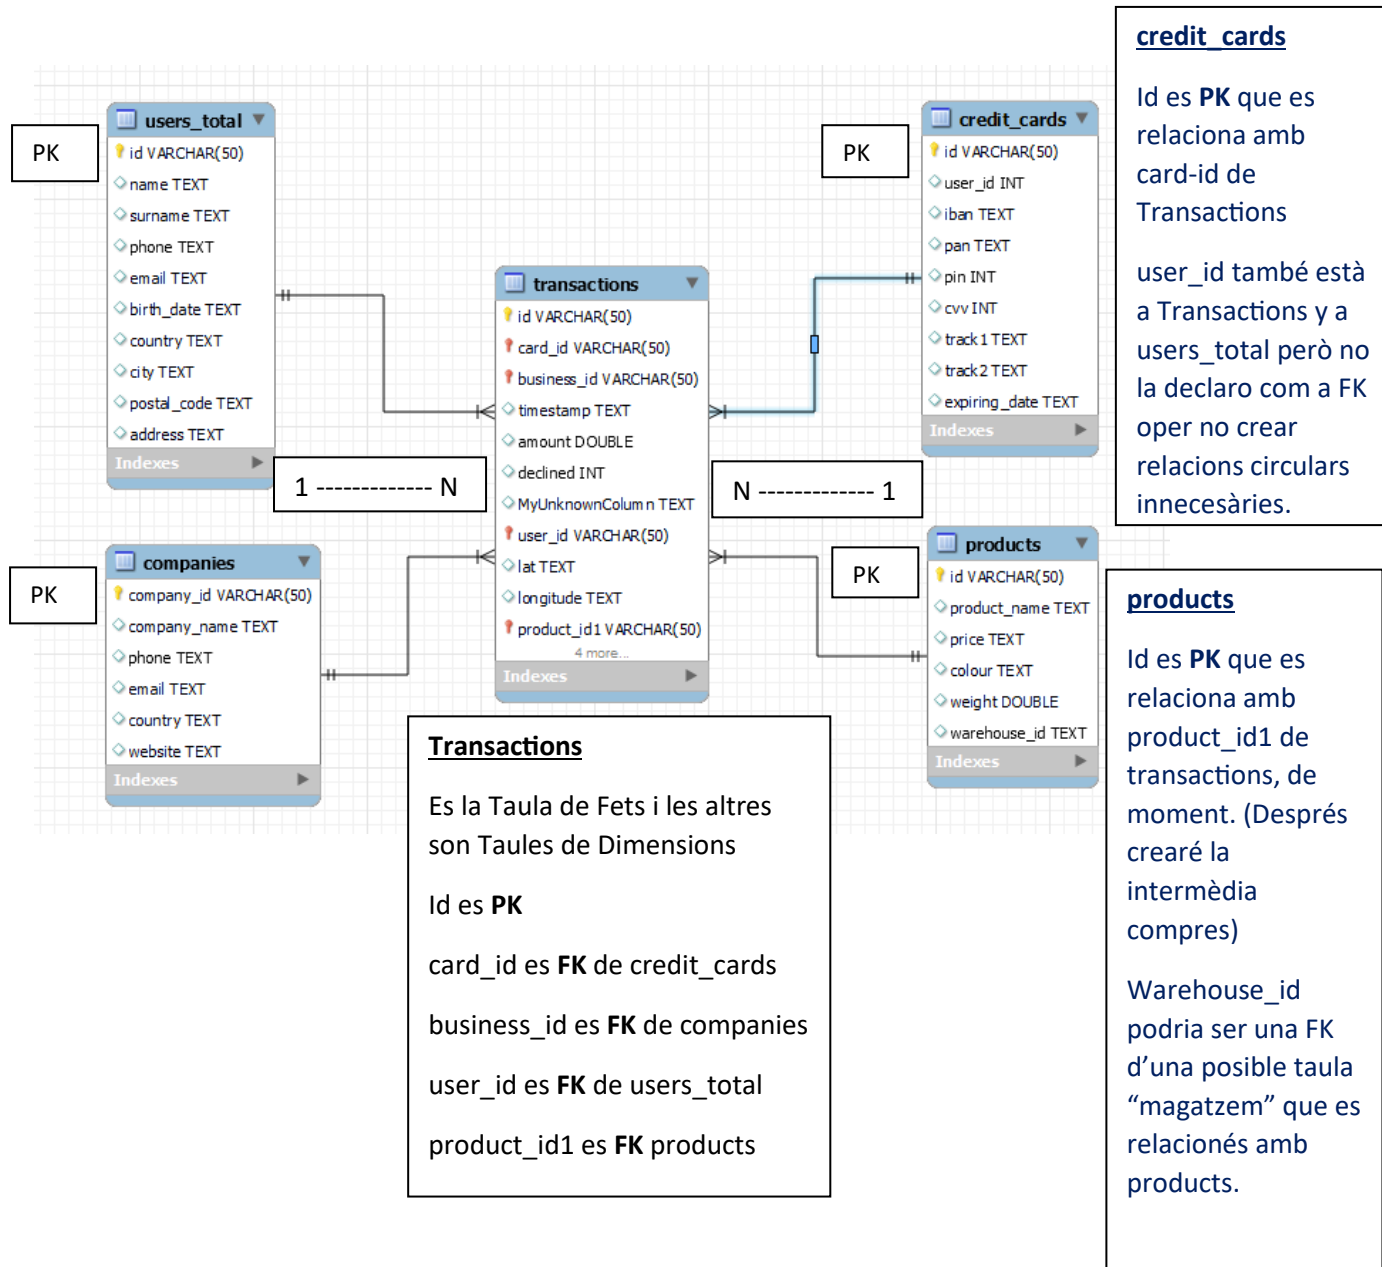 credit_cards
Id es PK que es
relaciona amb
card-id de
Transactions
user_id també està
a Transactions y a
users_total però no
la declaro com a FK
oper no crear
relacions circulars
innecesàries.
PK
users_total
id VARCHAR(50)
name TEXT
surname TEXT
phone TEXT
email TEXT
birth_date TEXT
country TEXT
city TEXT
postal_code TEXT
address TEXT
Indexes
PK
credit_cards
id VARCHAR(50)
user_id INT
iban TEXT
pan TEXT
pin INT
cvv INT
track1 TEXT
track2 TEXT
expiring_date TEXT
Indexes
transactions
id VARCHAR(50)
card_id VARCHAR(50)
business_id VARCHAR(50)
timestamp TEXT
amount DOUBLE
declined INT
MyUnknownColumn TEXT
user_id VARCHAR(50)
lat TEXT
longitude TEXT
product_id1 VARCHAR(50)
4 more...
Indexes
1 ------------- N
N ------------- 1
PK
companies
company_id VARCHAR(50)
company_name TEXT
phone TEXT
email TEXT
country TEXT
website TEXT
Indexes
PK
products
id VARCHAR(50)
product_name TEXT
price TEXT
colour TEXT
weight DOUBLE
warehouse_id TEXT
Indexes
products
Id es PK que es
relaciona amb
product_id1 de
transactions, de
moment. (Després
crearé la
intermèdia
compres)
Warehouse_id
podria ser una FK
d’una posible taula
“magatzem” que es
relacionés amb
products.
Transactions
Es la Taula de Fets i les altres
son Taules de Dimensions
Id es PK
card_id es FK de credit_cards
business_id es FK de companies
user_id es FK de users_total
product_id1 es FK products